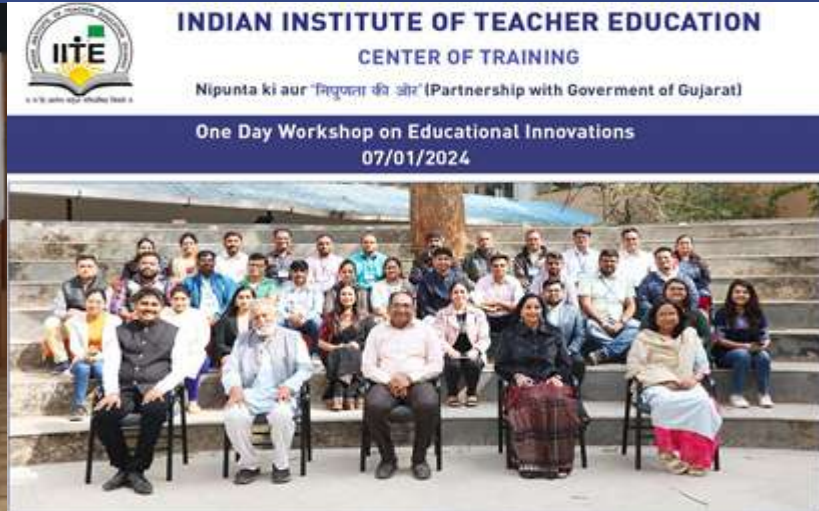 IITE
INDIAN INSTITUTE OF TEACHER EDUCATION
CENTER OF TRAINING
Nipunta ki aur "निपुणता की ओर" (Partnership with Goverment of Gujarat)
One Day Workshop on Educational Innovations
07/01/2024